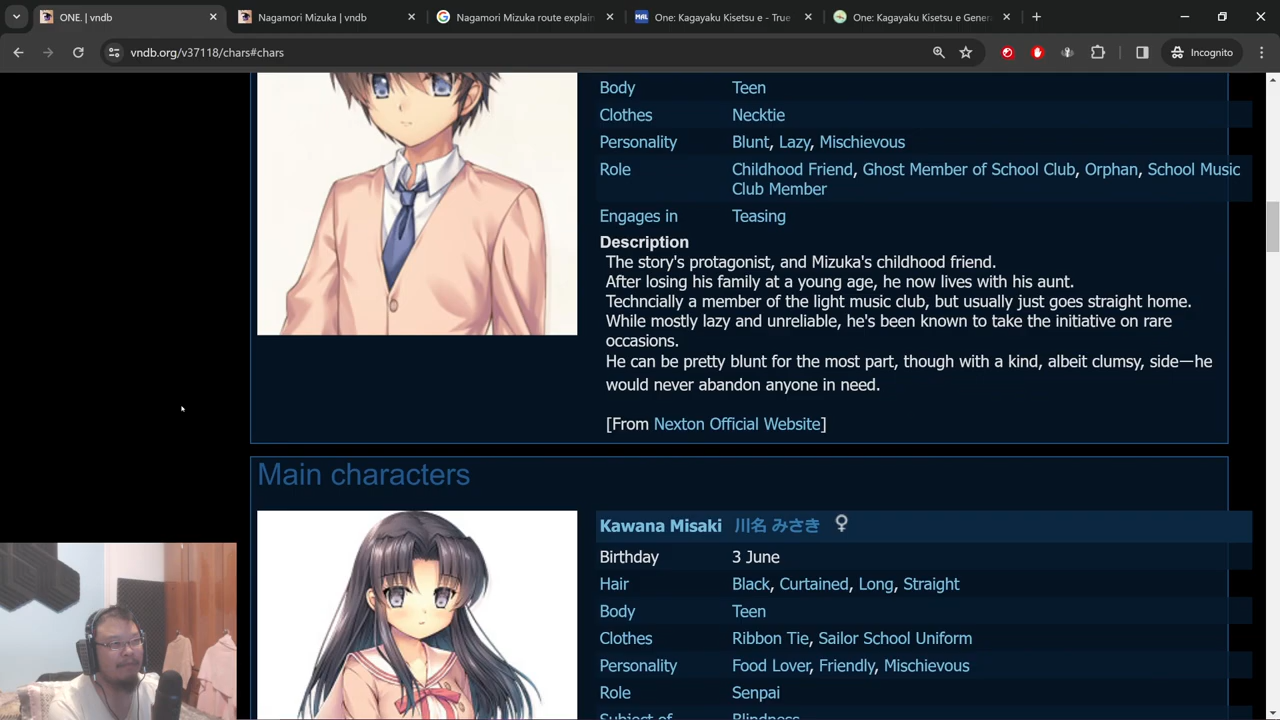 ONE. | vndb
Nagamori Mizuka | vndb
Nagamori Mizuka route explain
MAL One: Kagayaku Kisetsu e - True
One: Kagayaku Kisetsu e Genera
vndb.org/v37118/chars#chars
Incognito
Body Teen
Clothes Necktie
Personality Blunt, Lazy, Mischievous
Role Childhood Friend, Ghost Member of School Club, Orphan, School Music
Club Member
Engages in Teasing
Description
The story's protagonist, and Mizuka's childhood friend.
After losing his family at a young age, he now lives with his aunt.
Techncially a member of the light music club, but usually just goes straight home.
While mostly lazy and unreliable, he's been known to take the initiative on rare
occasions.
He can be pretty blunt for the most part, though with a kind, albeit clumsy, side—he
would never abandon anyone in need.
[From Nexton Official Website]
Main characters
Kawana Misaki 川名 みさき ♀
Birthday 3 June
Hair Black, Curtained, Long, Straight
Body Teen
Clothes Ribbon Tie, Sailor School Uniform
Personality Food Lover, Friendly, Mischievous
Role Senpai
Subject of Blindness